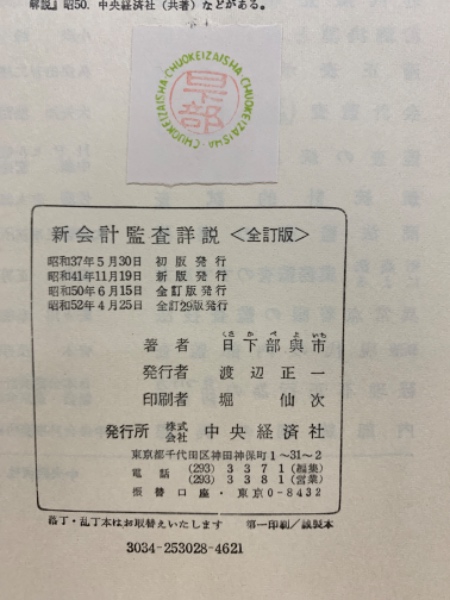 解説』昭50.中央経済社(共著)などがある。
CHUOKEIZAISHA・CHUOKEIZAISHA・CHUOKEIZAISHA・
日下部
新会計監査詳説〈全訂版〉
昭和37年5月30日 初版発行
昭和41年11月19日 新版発行
昭和50年6月15日 全訂版発行
昭和52年4月25日 全訂29版発行
くさかべよいち
著者 日下部與市
発行者 渡辺正一
印刷者 堀仙次
発行所 株式会社 中央経済社
東京都千代田区神田神保町1〜31〜2
電話 (293)3371(編集)
(293)3381(営業)
振替口座・東京0-8432
落丁・乱丁本はお取替えいたします 第一印刷/誠製本
3034-253028-4621